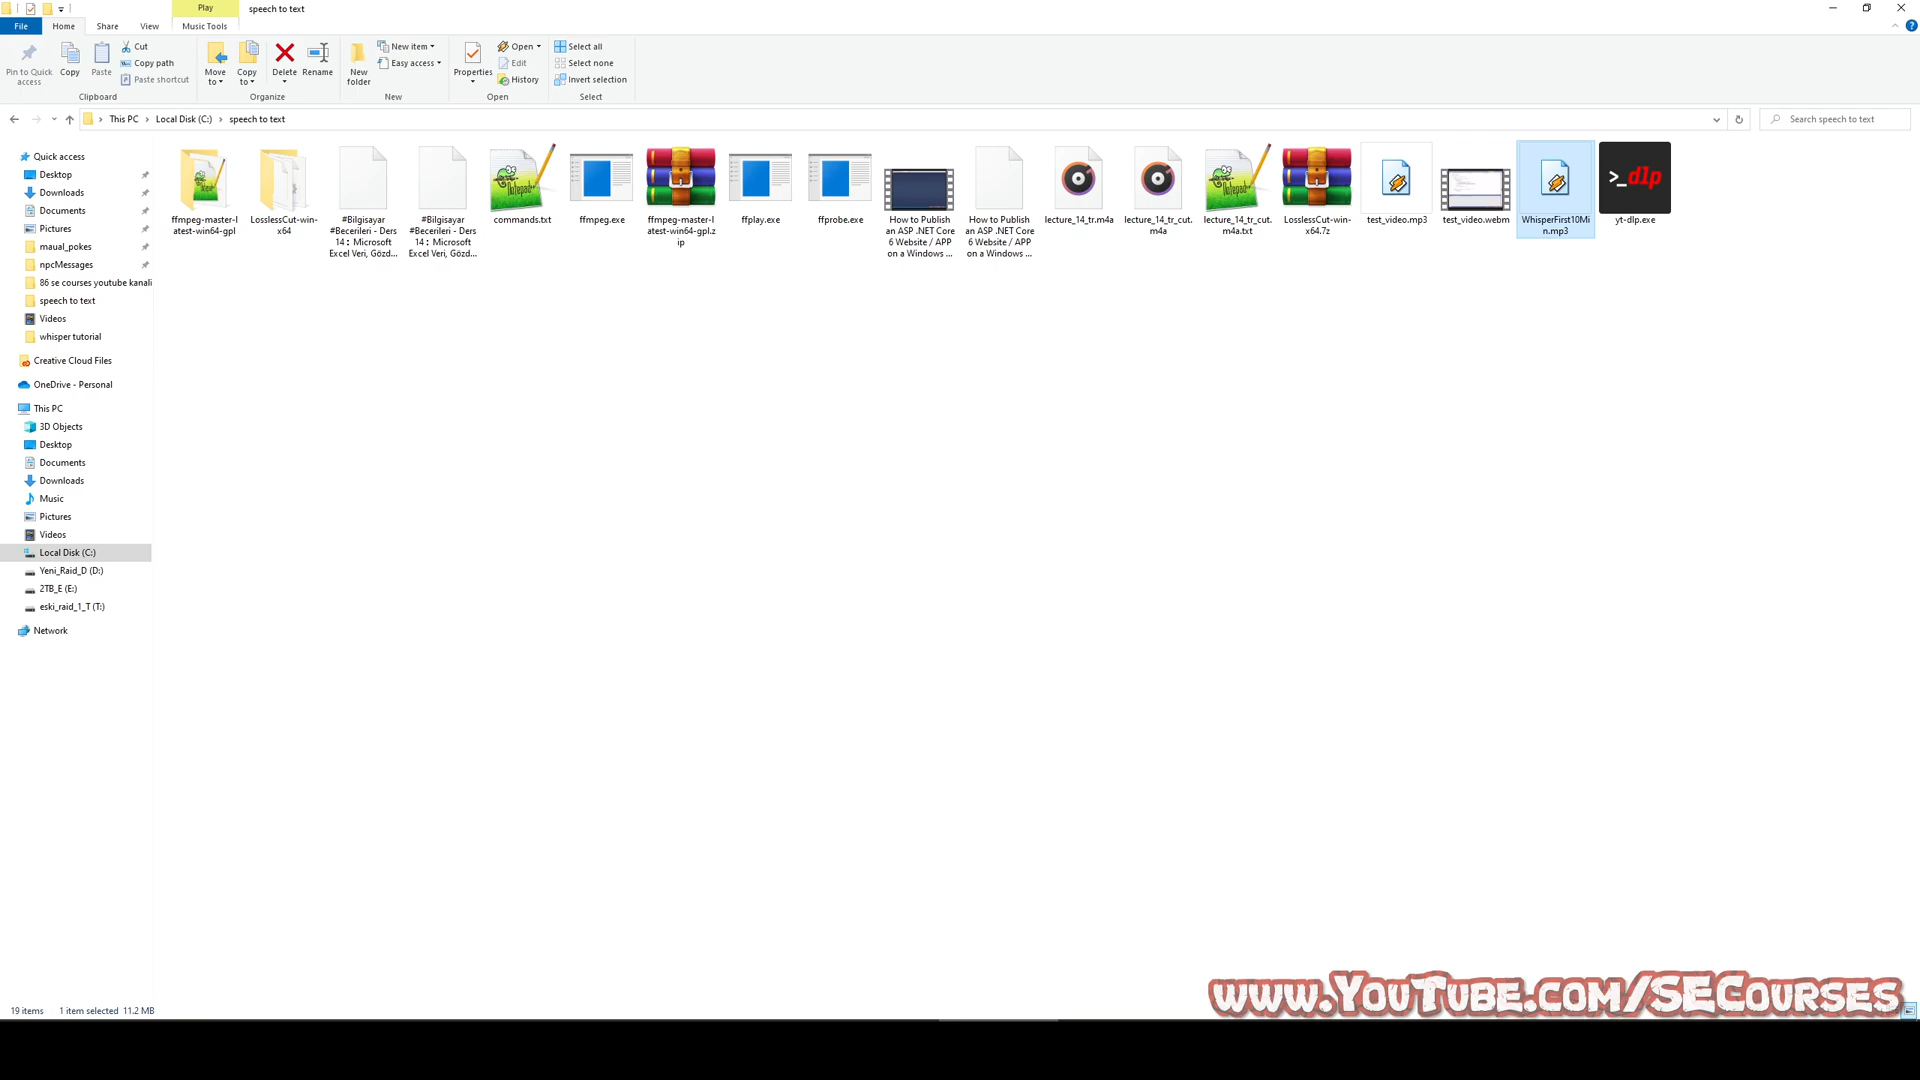 Play
speech to text
File
Home
Share
View
Music Tools
Pin to Quick access
Copy
Paste
Cut
Copy path
Paste shortcut
Clipboard
Move to
Copy to
Delete
Rename
Organize
New folder
New item
Easy access
New
Properties
Open
Edit
History
Open
Select all
Select none
Invert selection
Select
This PC
Local Disk (C:)
speech to text
Search speech to text
Quick access
Desktop
Downloads
Documents
Pictures
maual_pokes
npcMessages
86 se courses youtube kanali
speech to text
Videos
whisper tutorial
Creative Cloud Files
OneDrive - Personal
This PC
3D Objects
Desktop
Documents
Downloads
Music
Pictures
Videos
Local Disk (C:)
Yeni_Raid_D (D:)
2TB_E (E:)
eski_raid_1_T (T:)
Network
ffmpeg-master-l
atest-win64-gpl
LosslessCut-win-
x64
#Bilgisayar
#Becerileri - Ders
14 : Microsoft
Excel Veri, Gözd...
#Bilgisayar
#Becerileri - Ders
14 : Microsoft
Excel Veri, Gözd...
commands.txt
ffmpeg.exe
ffmpeg-master-l
atest-win64-gpl.z
ip
ffplay.exe
ffprobe.exe
How to Publish
an ASP .NET Core
6 Website / APP
on a Windows ...
How to Publish
an ASP .NET Core
6 Website / APP
on a Windows ...
lecture_14_tr.m4a
lecture_14_tr_cut.
m4a
lecture_14_tr_cut.
m4a.txt
LosslessCut-win-
x64.7z
test_video.mp3
test_video.webm
WhisperFirst10Mi
n.mp3
>_dlp
yt-dlp.exe
19 items
1 item selected 11.2 MB
www.YouTube.com/SECourses